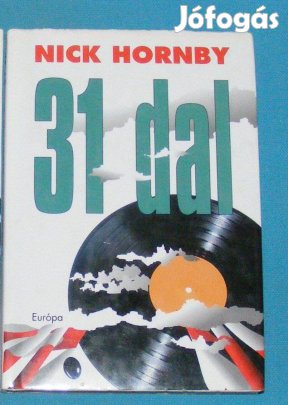 Jófogás
NICK HORNBY
31 dal
Európa